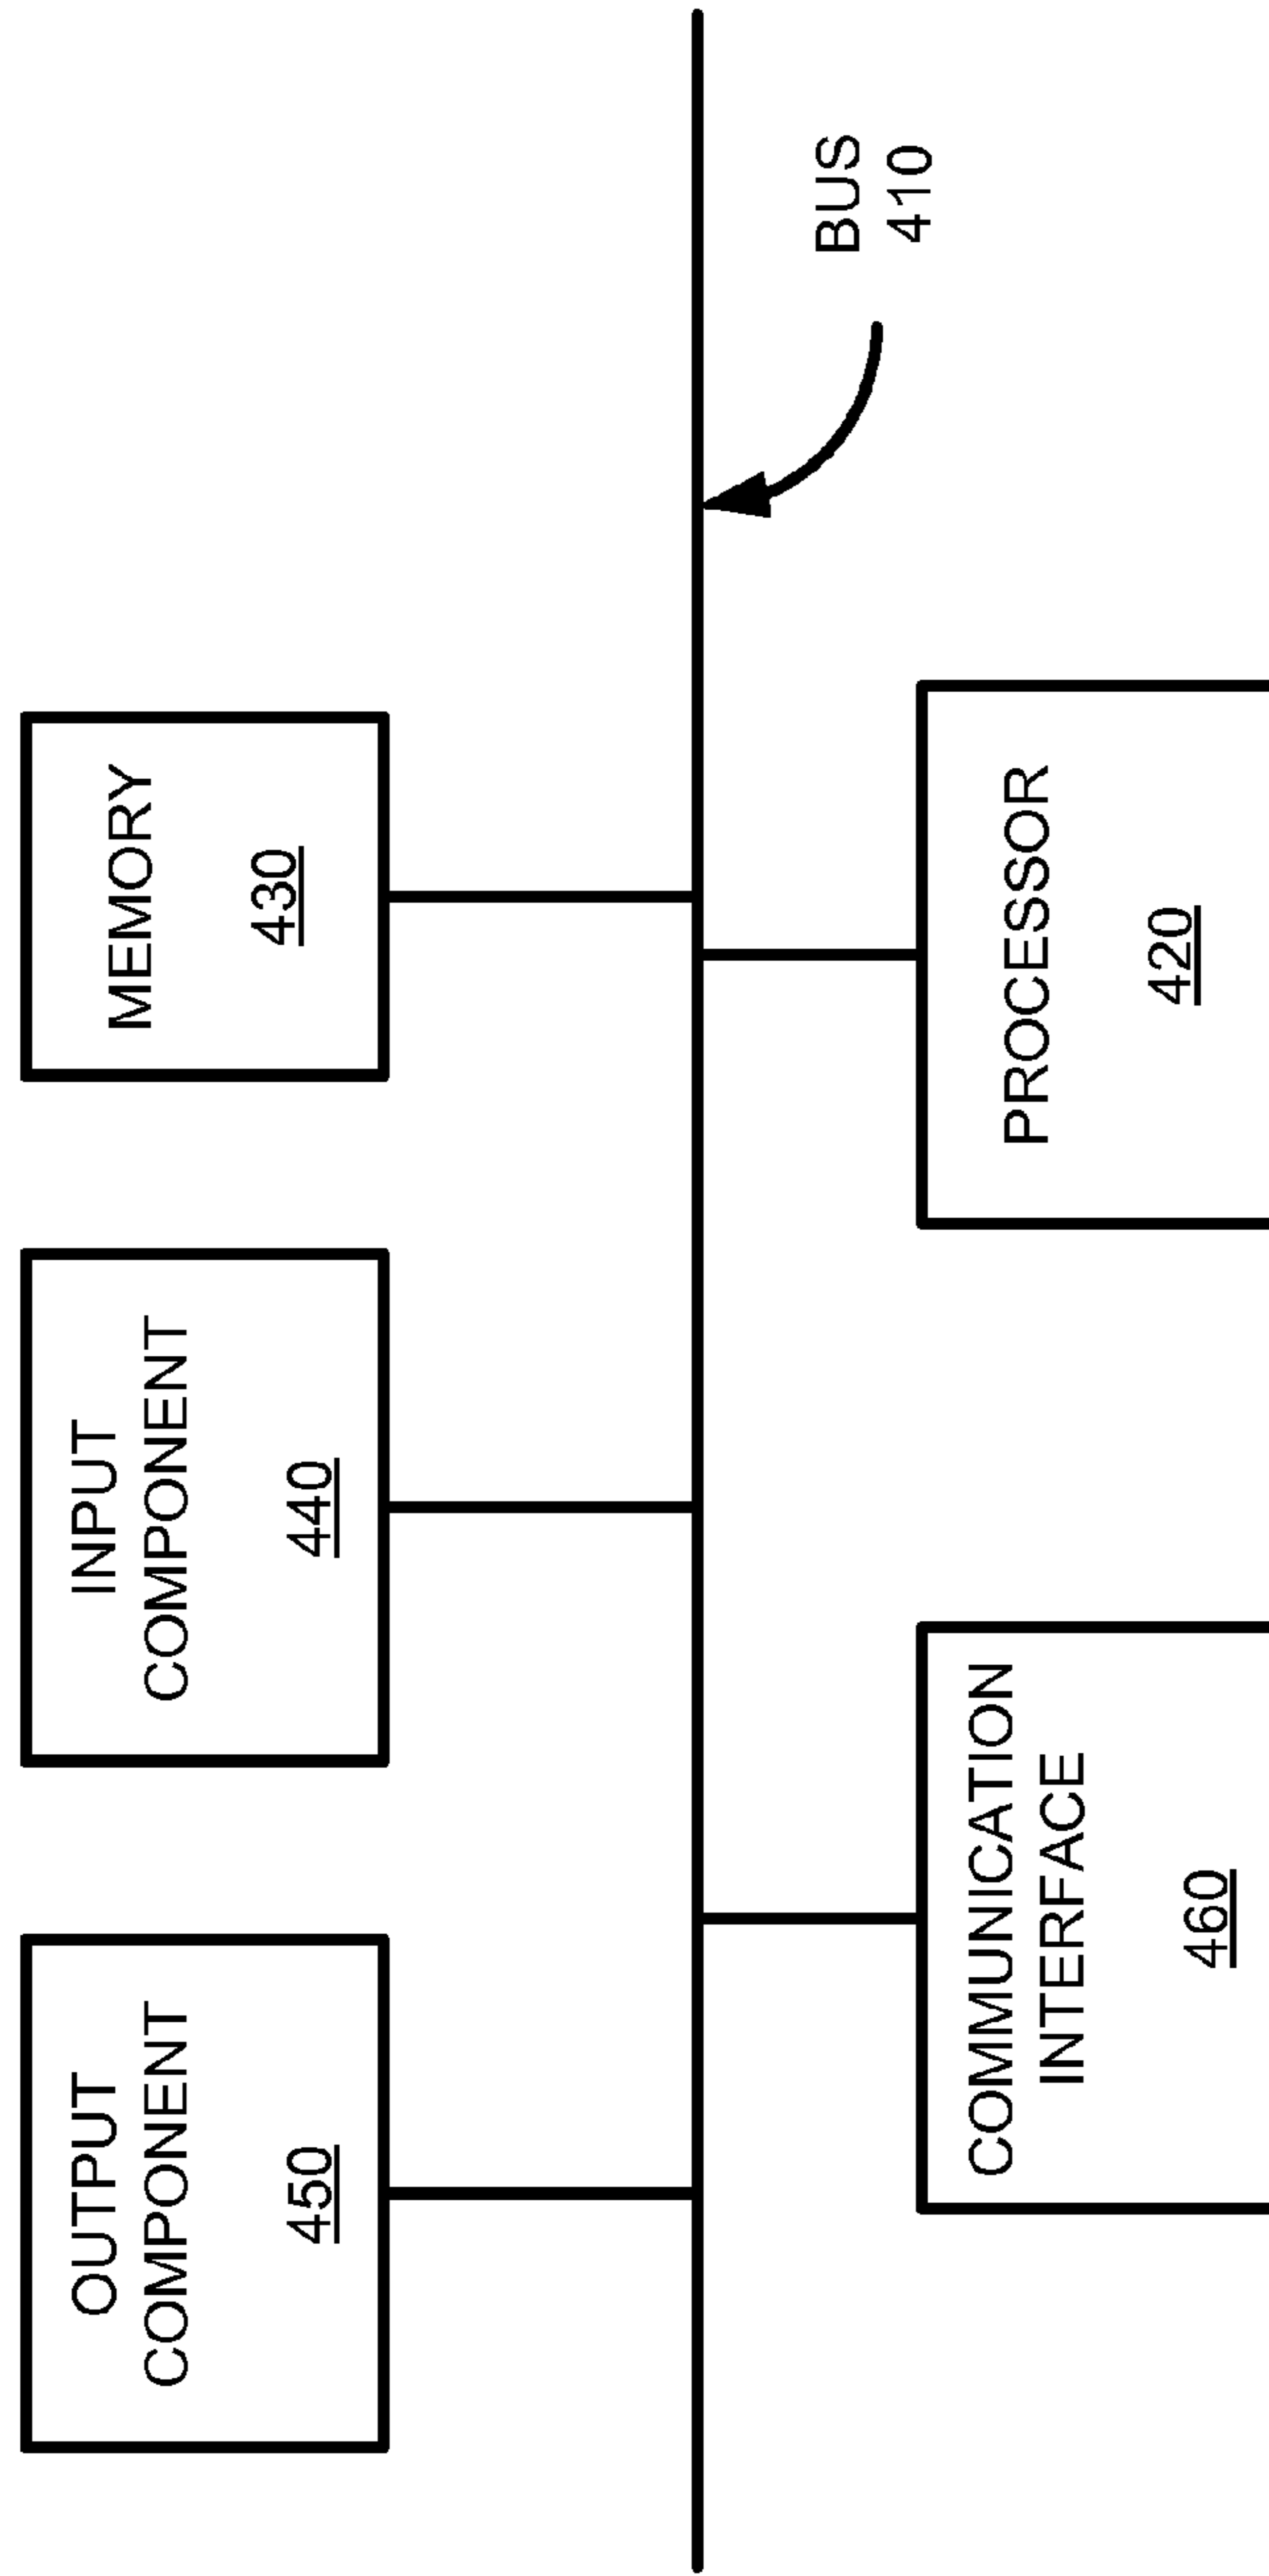 OUTPUT
COMPONENT
450
INPUT
COMPONENT
440
MEMORY
430
BUS
410
COMMUNICATION
INTERFACE
460
PROCESSOR
420